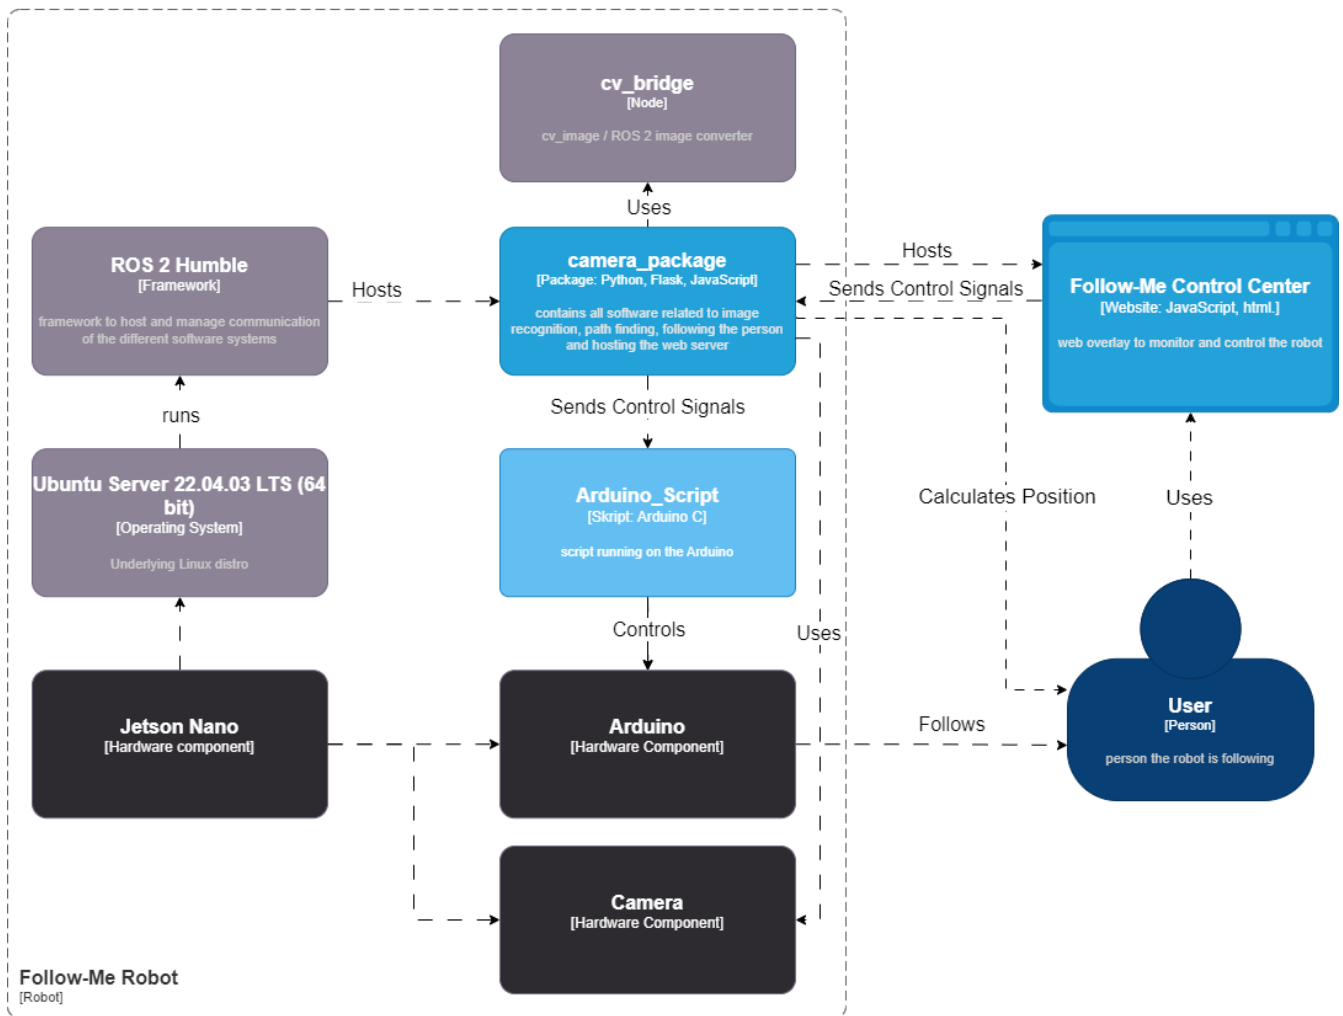 cv_bridge
[Node]
cv_image / ROS 2 image converter
Uses
ROS 2 Humble
[Framework]
framework to host and manage communication
of the different software systems
Hosts
camera_package
[Package: Python, Flask, JavaScript]
contains all software related to image
recognition, path finding, following the person
and hosting the web server
Hosts
Sends Control Signals
Follow-Me Control Center
[Website: JavaScript, html.]
web overlay to monitor and control the robot
runs
Sends Control Signals
Ubuntu Server 22.04.03 LTS (64
bit)
[Operating System]
Underlying Linux distro
Arduino_Script
[Skript: Arduino C]
script running on the Arduino
Calculates Position
Uses
Controls
Uses
Jetson Nano
[Hardware component]
Arduino
[Hardware Component]
Follows
User
[Person]
person the robot is following
Camera
[Hardware Component]
Follow-Me Robot
[Robot]